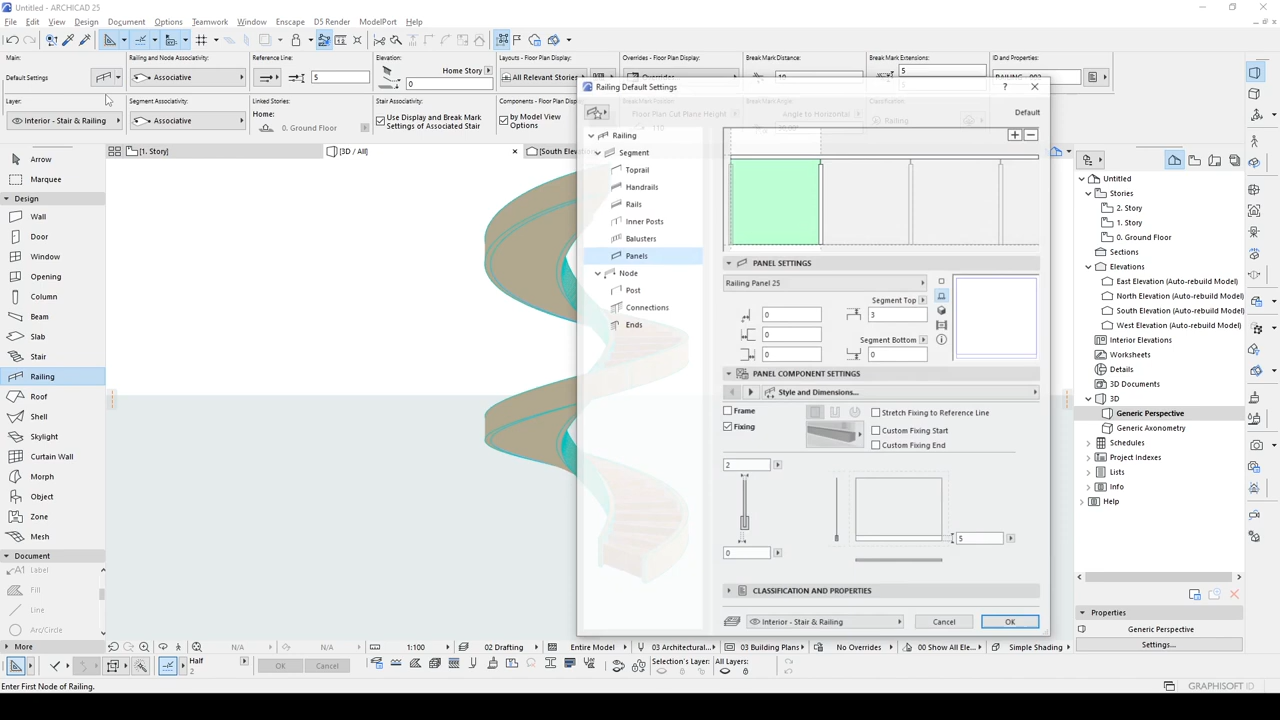 Untitled - ARCHICAD 25
File Edit View Design Document Options Teamwork Window Enscape D5 Render ModelPort Help
Main: Railing and Node Associativity: Reference Line: Elevation: Layouts - Floor Plan Display: Overrides - Floor Plan Display: Break Mark Distance: Break Mark Extensions: ID and Properties:
Default Settings Associative 5 Home Story All Relevant Stories
0
Layer: Segment Associativity: Linked Stories: Stair Associativity:
Home:
Interior - Stair & Railing Associative 0. Ground Floor Use Display and Break Mark Settings of Associated Stair by Model View Options
[1. Story] [3D / All]
Railing Default Settings
? Default
Railing
Segment
Toprail
Handrails
Rails
Inner Posts
Balusters
Panels
Node
Post
Connections
Ends
PANEL SETTINGS
Railing Panel 25
Segment Top
0 3
0
Segment Bottom
0 0
PANEL COMPONENT SETTINGS
Style and Dimensions...
Frame
Fixing
Stretch Fixing to Reference Line
Custom Fixing Start
Custom Fixing End
2
5
0
CLASSIFICATION AND PROPERTIES
Interior - Stair & Railing Cancel OK
Arrow
Marquee
Design
Wall
Door
Window
Opening
Column
Beam
Slab
Stair
Railing
Roof
Shell
Skylight
Curtain Wall
Morph
Object
Zone
Mesh
Document
Label
Fill
Line
Arc/Circle
More
Untitled
Stories
2. Story
1. Story
0. Ground Floor
Sections
Elevations
East Elevation (Auto-rebuild Model)
North Elevation (Auto-rebuild Model)
South Elevation (Auto-rebuild Model)
West Elevation (Auto-rebuild Model)
Interior Elevations
Worksheets
Details
3D Documents
3D
Generic Perspective
Generic Axonometry
Schedules
Project Indexes
Lists
Info
Help
Properties
Generic Perspective
Settings...
N/A N/A 1:100 02 Drafting Entire Model 03 Architectural... 03 Building Plans No Overrides 00 Show All Ele... Simple Shading
Half
2
OK Cancel
Selection's Layer: All Layers:
Enter First Node of Railing.
GRAPHISOFT ID